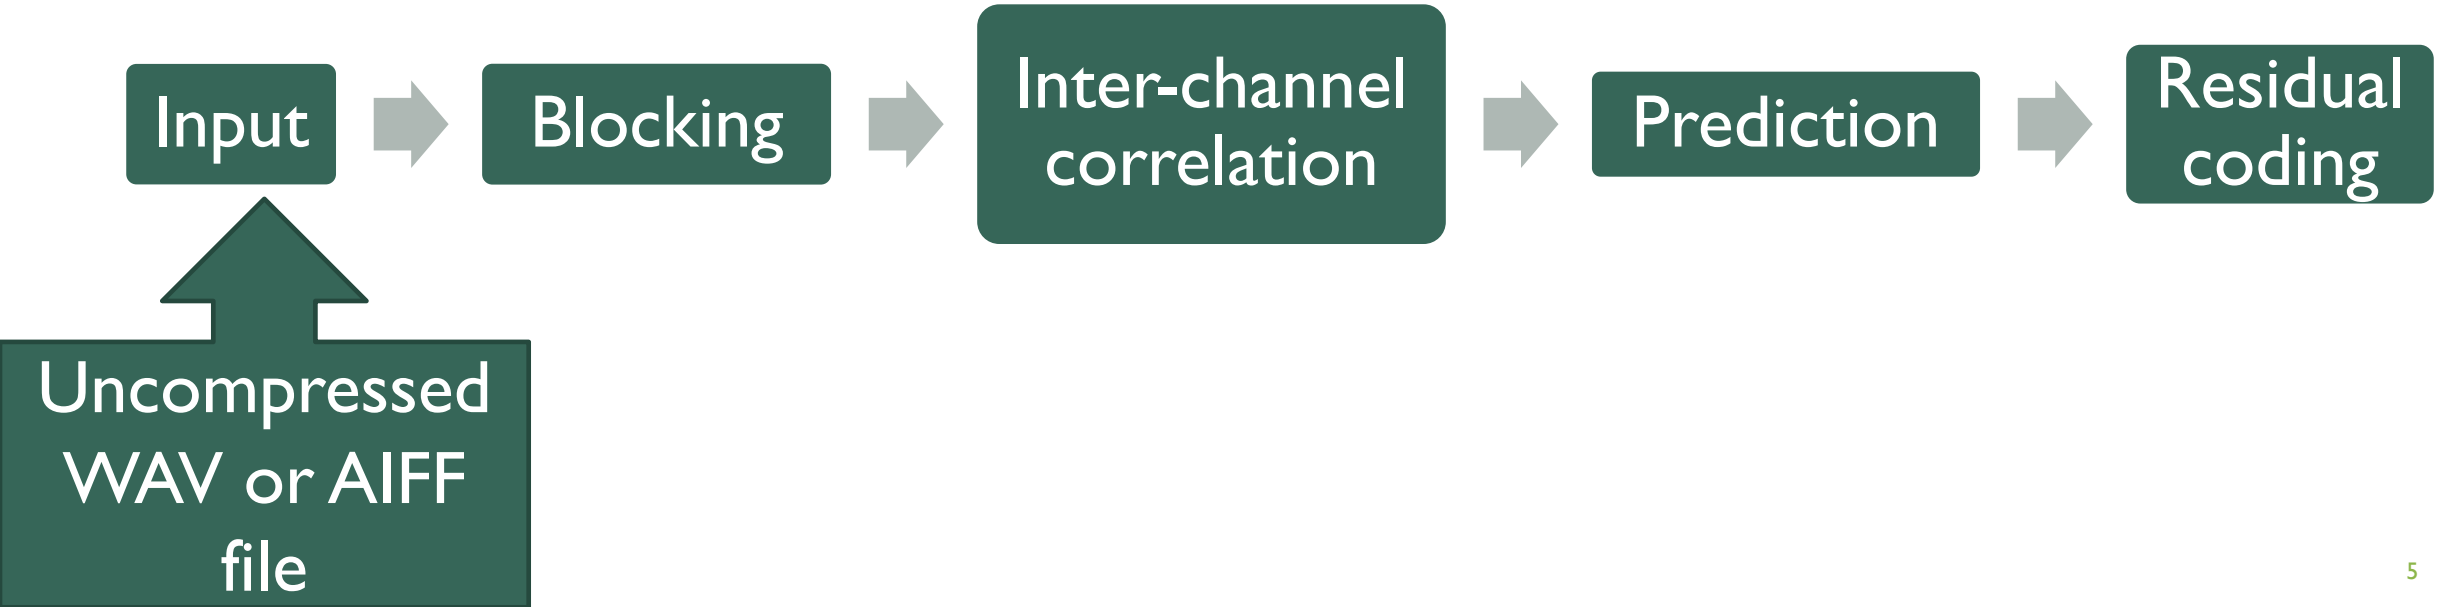 Input
Blocking
Inter-channel
correlation
Prediction
Residual
coding
Uncompressed
WAV or AIFF
file
5